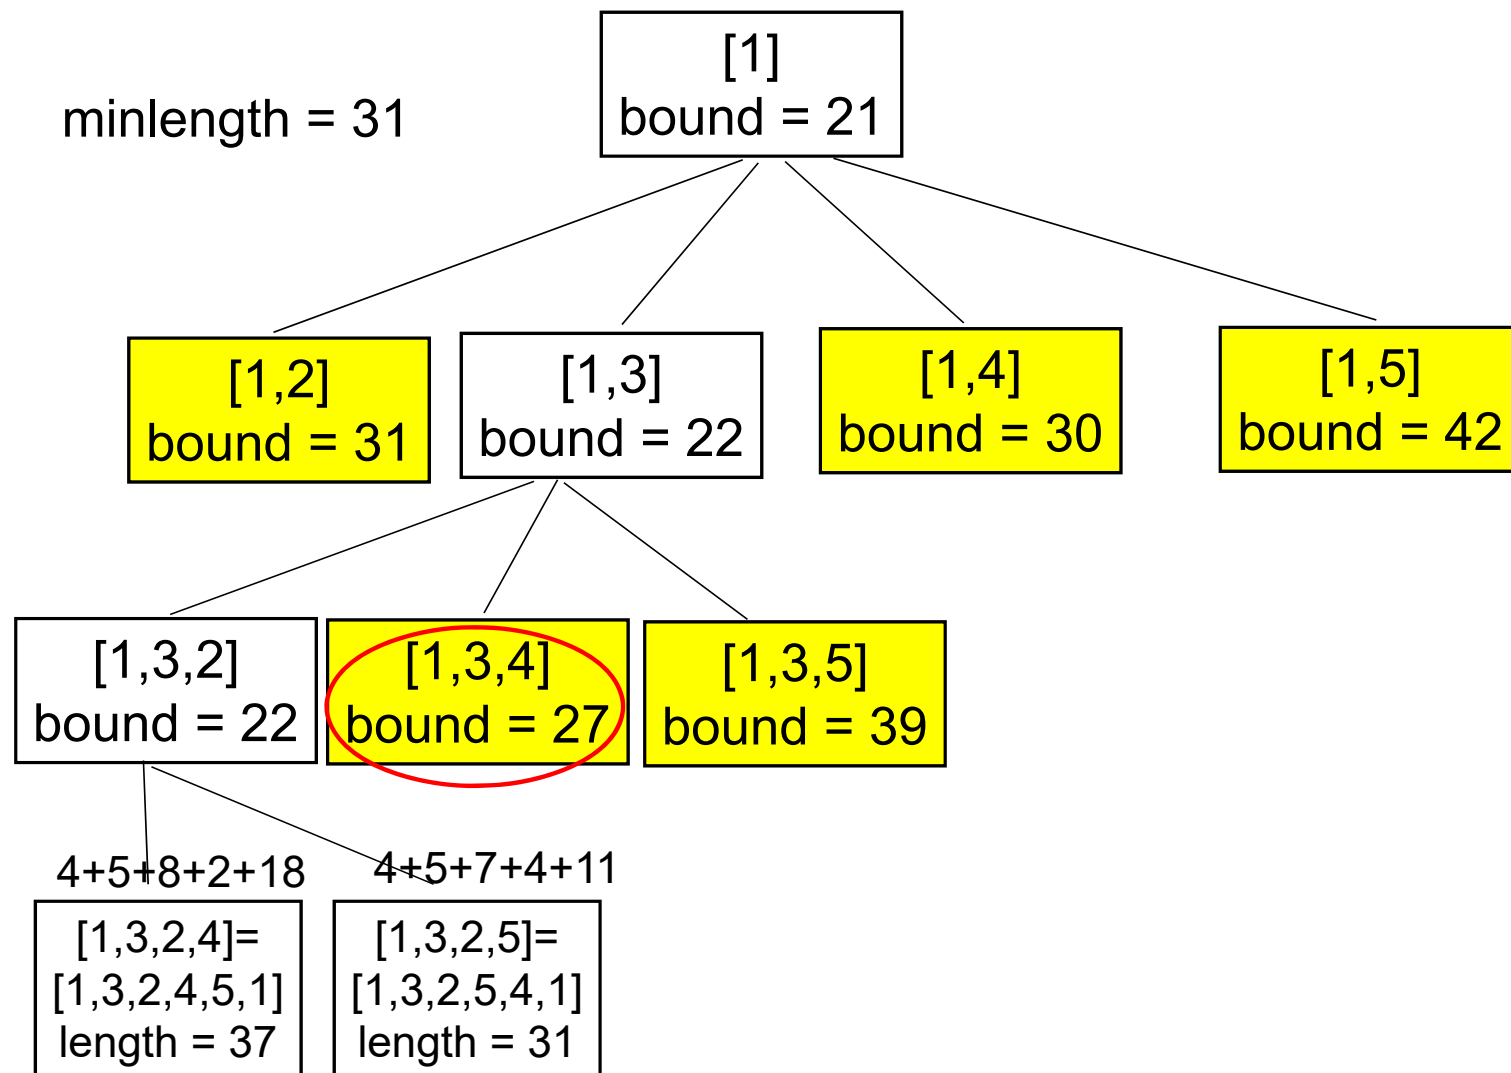 [1]
bound = 21
minlength = 31
[1,2]
bound = 31
[1,3]
bound = 22
[1,4]
bound = 30
[1,5]
bound = 42
[1,3,2]
bound = 22
[1,3,4]
bound = 27
[1,3,5]
bound = 39
4+5+8+2+18
[1,3,2,4]=
[1,3,2,4,5,1]
length = 37
4+5+7+4+11
[1,3,2,5]=
[1,3,2,5,4,1]
length = 31